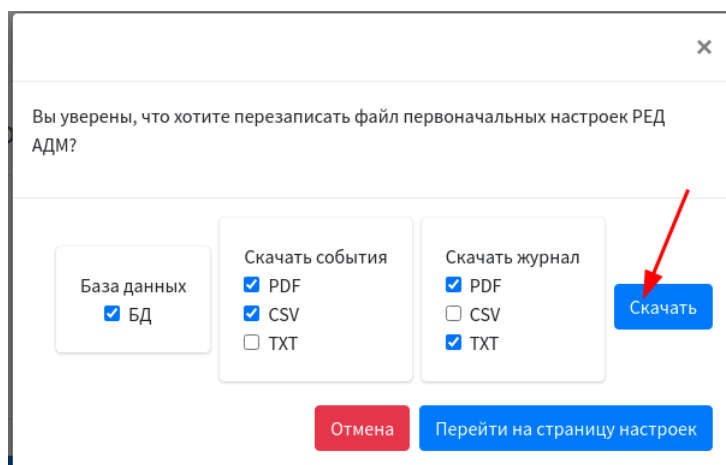 ×
Вы уверены, что хотите перезаписать файл первоначальных настроек РЕД
АДМ?
База данных
БД
Скачать события
PDF
CSV
TXT
Скачать журнал
PDF
CSV
TXT
Скачать
Отмена
Перейти на страницу настроек